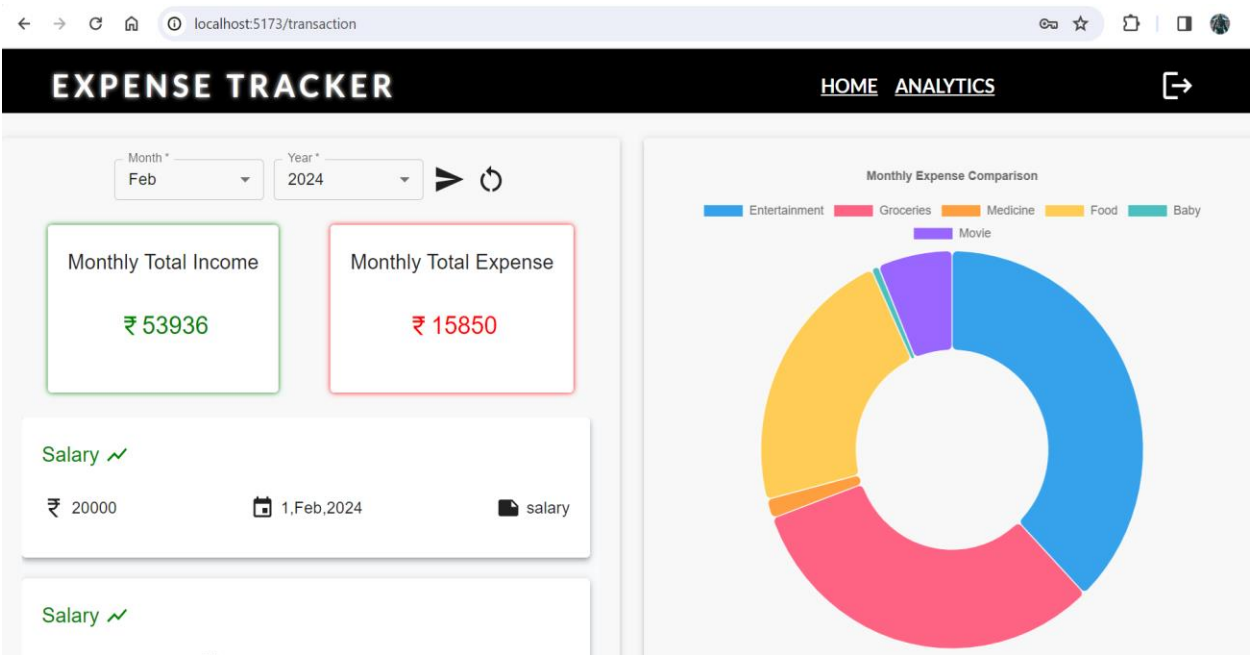 localhost:5173/transaction
EXPENSE TRACKER
HOME ANALYTICS
Month *
Feb
Year *
2024
Monthly Total Income
₹ 53936
Monthly Total Expense
₹ 15850
Salary
₹ 20000
1,Feb,2024
salary
Salary
Monthly Expense Comparison
Entertainment Groceries Medicine Food Baby
Movie